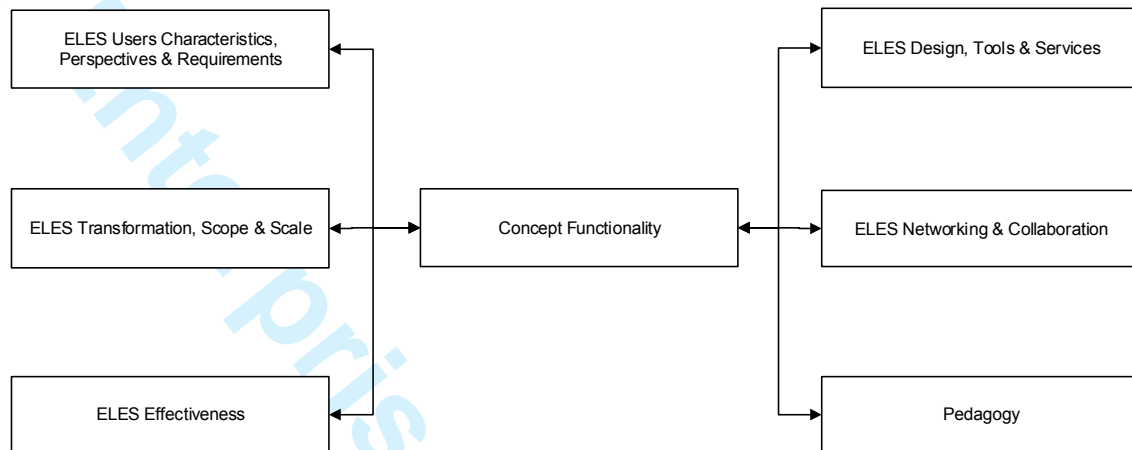 ELES Users Characteristics,
Perspectives & Requirements
ELES Design, Tools & Services
ELES Transformation, Scope & Scale
Concept Functionality
ELES Networking & Collaboration
ELES Effectiveness
Pedagogy
Enterpris